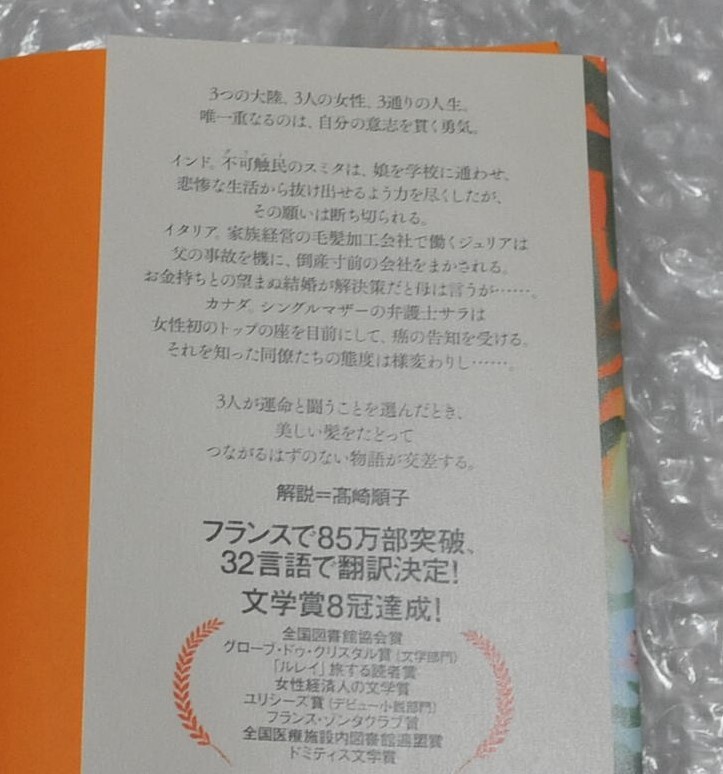 3つの大陸、3人の女性、3通りの人生。
唯一重なるのは、自分の意志を貫く勇気。
インド。不可触民のスミタは、娘を学校に通わせ、
悲惨な生活から抜け出せるよう力を尽くしたが、
その願いは断ち切られる。
イタリア。家族経営の毛髪加工会社で働くジュリアは
父の事故を機に、倒産寸前の会社をまかされる。
お金持ちとの望まぬ結婚が解決策だと母は言うが……。
カナダ。シングルマザーの弁護士サラは
女性初のトップの座を目前にして、癌の告知を受ける。
それを知った同僚たちの態度は様変わりし……。
3人が運命と闘うことを選んだとき、
美しい髪をたどって
つながるはずのない物語が交差する。
解説=髙崎順子
フランスで85万部突破、
32言語で翻訳決定!
文学賞8冠達成!
全国図書館協会賞
グローブ・ドゥ・クリスタル賞(文学部門)
「ルレイ」旅する読者賞
女性経済人の文学賞
ユリシーズ賞(デビュー小説部門)
フランス・ゾンタクラブ賞
全国医療施設内図書館連盟賞
ドミティス文学賞